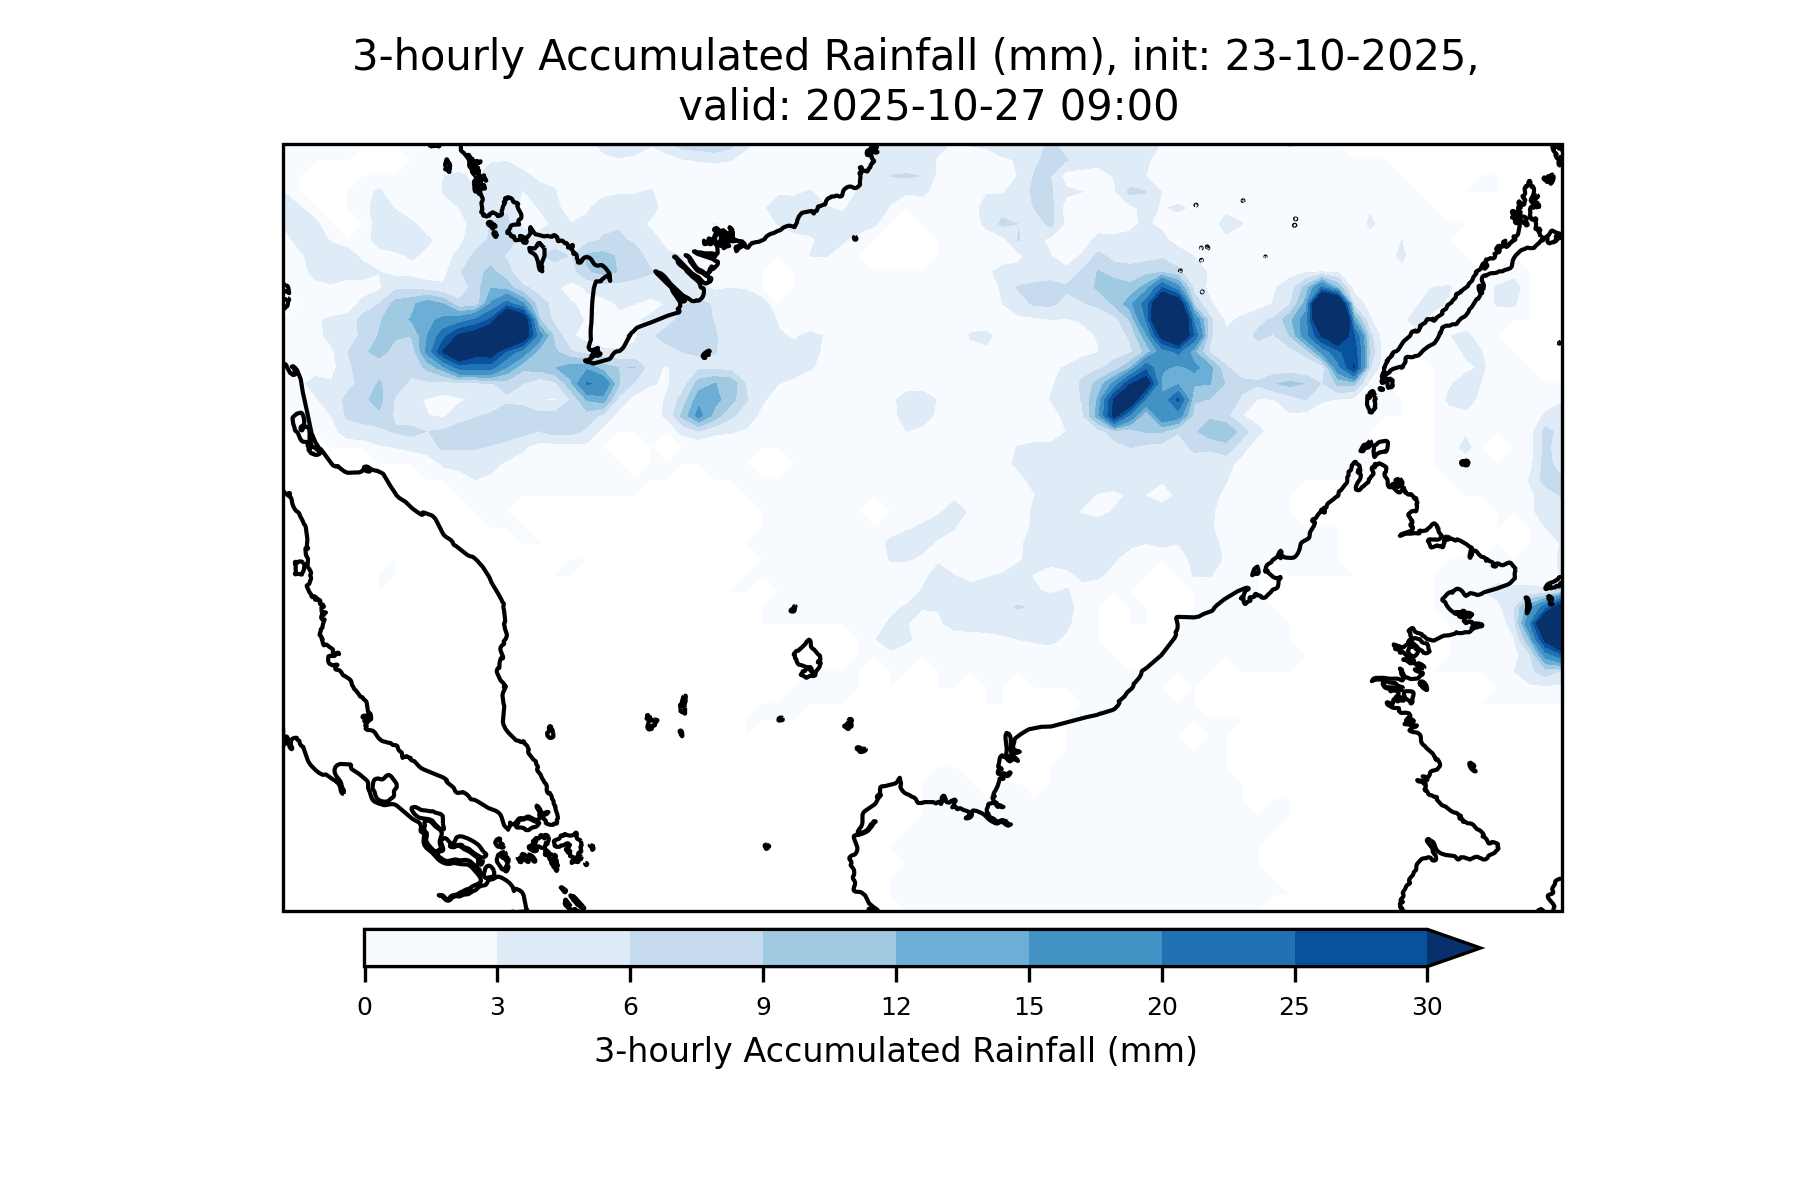 3-hourly Accumulated Rainfall (mm), init: 23-10-2025,
valid: 2025-10-27 09:00
0 3 6 9 12 15 20 25 30
3-hourly Accumulated Rainfall (mm)